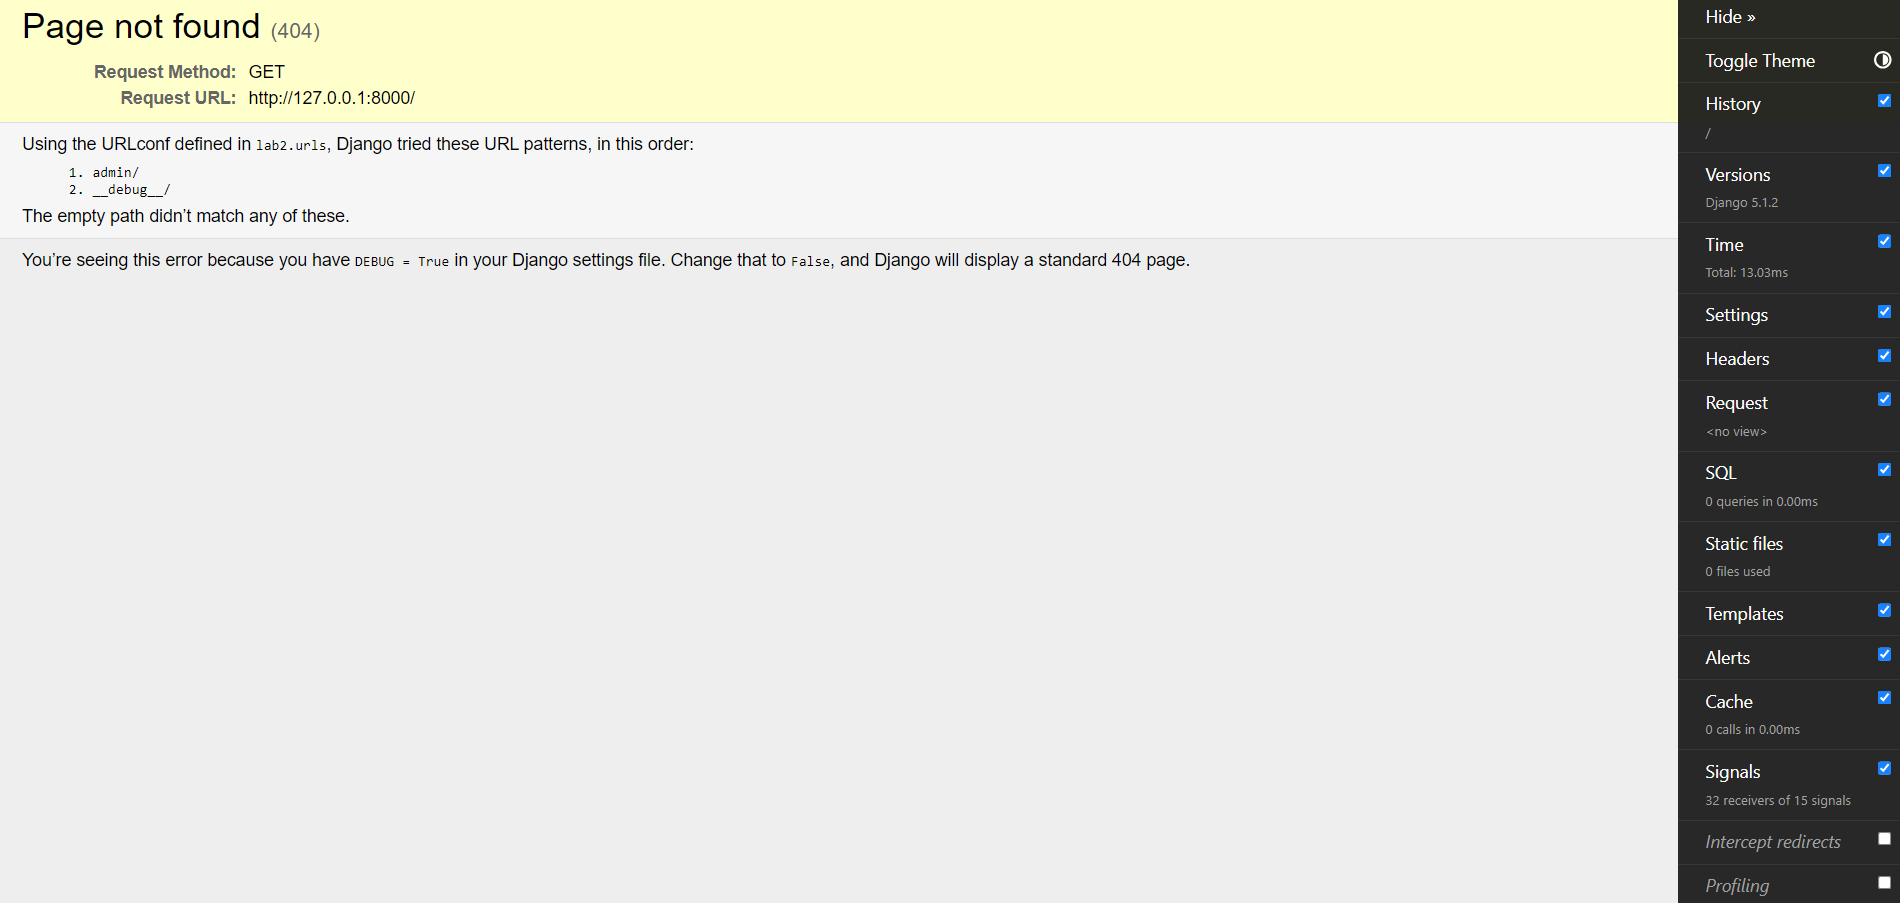 Page not found (404)
Request Method: GET
Request URL: http://127.0.0.1:8000/
Using the URLconf defined in lab2.urls, Django tried these URL patterns, in this order:
1. admin/
2. __debug__/
The empty path didn’t match any of these.
You’re seeing this error because you have DEBUG = True in your Django settings file. Change that to False, and Django will display a standard 404 page.
Hide »
Toggle Theme
History
/
Versions
Django 5.1.2
Time
Total: 13.03ms
Settings
Headers
Request
<no view>
SQL
0 queries in 0.00ms
Static files
0 files used
Templates
Alerts
Cache
0 calls in 0.00ms
Signals
32 receivers of 15 signals
Intercept redirects
Profiling